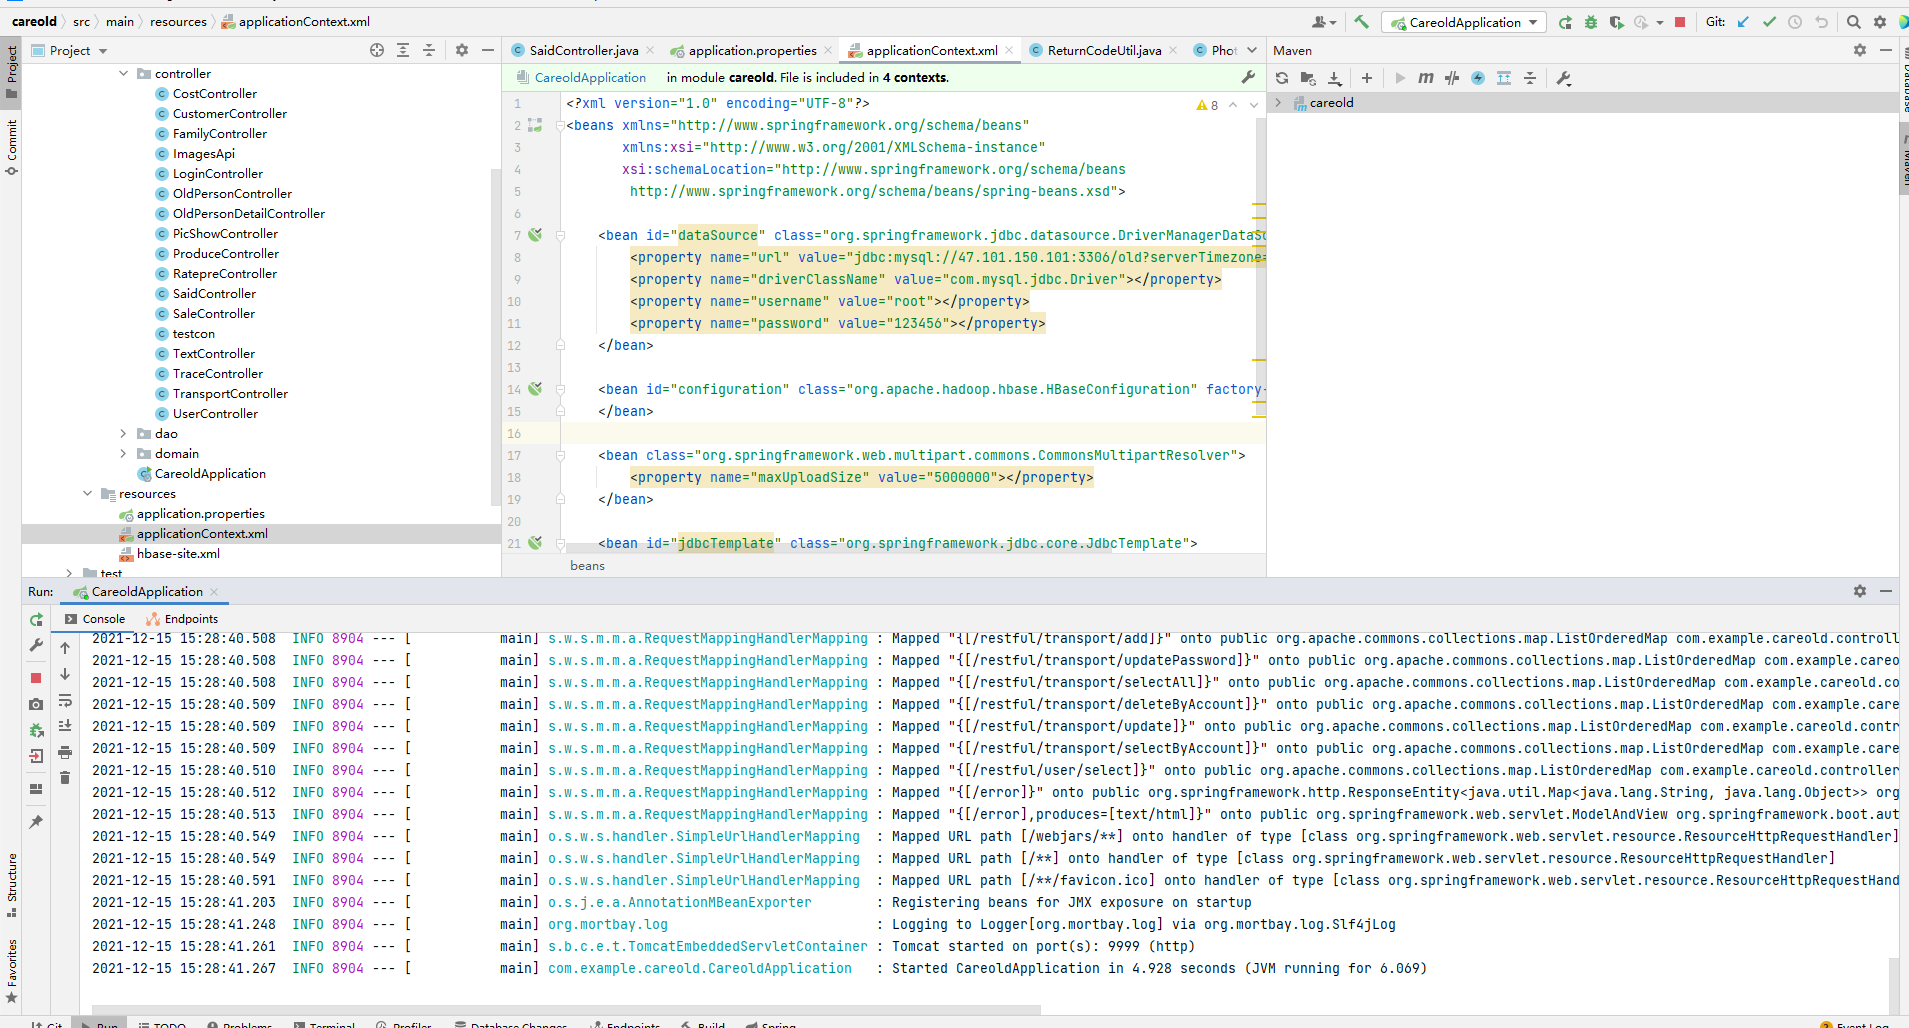 careold src main resources applicationContext.xml
CareoldApplication Git:
Project
SaidController.java application.properties applicationContext.xml ReturnCodeUtil.java Phot
Maven
CareoldApplication in module careold. File is included in 4 contexts.
careold
Project
Commit
Structure
Favorites
Database
Maven
controller
CostController
CustomerController
FamilyController
ImagesApi
LoginController
OldPersonController
OldPersonDetailController
PicShowController
ProduceController
RatepreController
SaidController
SaleController
testcon
TextController
TraceController
TransportController
UserController
dao
domain
CareoldApplication
resources
application.properties
applicationContext.xml
hbase-site.xml
test
8
1 <?xml version="1.0" encoding="UTF-8"?>
2 <beans xmlns="http://www.springframework.org/schema/beans"
3 xmlns:xsi="http://www.w3.org/2001/XMLSchema-instance"
4 xsi:schemaLocation="http://www.springframework.org/schema/beans
5 http://www.springframework.org/schema/beans/spring-beans.xsd">
6
7 <bean id="dataSource" class="org.springframework.jdbc.datasource.DriverManagerDataSo
8 <property name="url" value="jdbc:mysql://47.101.150.101:3306/old?serverTimezone=
9 <property name="driverClassName" value="com.mysql.jdbc.Driver"></property>
10 <property name="username" value="root"></property>
11 <property name="password" value="123456"></property>
12 </bean>
13
14 <bean id="configuration" class="org.apache.hadoop.hbase.HBaseConfiguration" factory-
15 </bean>
16
17 <bean class="org.springframework.web.multipart.commons.CommonsMultipartResolver">
18 <property name="maxUploadSize" value="5000000"></property>
19 </bean>
20
21 <bean id="jdbcTemplate" class="org.springframework.jdbc.core.JdbcTemplate">
beans
Run: CareoldApplication
Console Endpoints
2021-12-15 15:28:40.508 INFO 8904 --- [ main] s.w.s.m.m.a.RequestMappingHandlerMapping : Mapped "{[/restful/transport/add]}" onto public org.apache.commons.collections.map.ListOrderedMap com.example.careold.controll
2021-12-15 15:28:40.508 INFO 8904 --- [ main] s.w.s.m.m.a.RequestMappingHandlerMapping : Mapped "{[/restful/transport/updatePassword]}" onto public org.apache.commons.collections.map.ListOrderedMap com.example.careo
2021-12-15 15:28:40.508 INFO 8904 --- [ main] s.w.s.m.m.a.RequestMappingHandlerMapping : Mapped "{[/restful/transport/selectAll]}" onto public org.apache.commons.collections.map.ListOrderedMap com.example.careold.co
2021-12-15 15:28:40.509 INFO 8904 --- [ main] s.w.s.m.m.a.RequestMappingHandlerMapping : Mapped "{[/restful/transport/deleteByAccount]}" onto public org.apache.commons.collections.map.ListOrderedMap com.example.care
2021-12-15 15:28:40.509 INFO 8904 --- [ main] s.w.s.m.m.a.RequestMappingHandlerMapping : Mapped "{[/restful/transport/update]}" onto public org.apache.commons.collections.map.ListOrderedMap com.example.careold.contr
2021-12-15 15:28:40.509 INFO 8904 --- [ main] s.w.s.m.m.a.RequestMappingHandlerMapping : Mapped "{[/restful/transport/selectByAccount]}" onto public org.apache.commons.collections.map.ListOrderedMap com.example.care
2021-12-15 15:28:40.510 INFO 8904 --- [ main] s.w.s.m.m.a.RequestMappingHandlerMapping : Mapped "{[/restful/user/select]}" onto public org.apache.commons.collections.map.ListOrderedMap com.example.careold.controller
2021-12-15 15:28:40.512 INFO 8904 --- [ main] s.w.s.m.m.a.RequestMappingHandlerMapping : Mapped "{[/error]}" onto public org.springframework.http.ResponseEntity<java.util.Map<java.lang.String, java.lang.Object>> org
2021-12-15 15:28:40.513 INFO 8904 --- [ main] s.w.s.m.m.a.RequestMappingHandlerMapping : Mapped "{[/error],produces=[text/html]}" onto public org.springframework.web.servlet.ModelAndView org.springframework.boot.aut
2021-12-15 15:28:40.549 INFO 8904 --- [ main] o.s.w.s.handler.SimpleUrlHandlerMapping : Mapped URL path [/webjars/**] onto handler of type [class org.springframework.web.servlet.resource.ResourceHttpRequestHandler]
2021-12-15 15:28:40.549 INFO 8904 --- [ main] o.s.w.s.handler.SimpleUrlHandlerMapping : Mapped URL path [/**] onto handler of type [class org.springframework.web.servlet.resource.ResourceHttpRequestHandler]
2021-12-15 15:28:40.591 INFO 8904 --- [ main] o.s.w.s.handler.SimpleUrlHandlerMapping : Mapped URL path [/**/favicon.ico] onto handler of type [class org.springframework.web.servlet.resource.ResourceHttpRequestHand
2021-12-15 15:28:41.203 INFO 8904 --- [ main] o.s.j.e.a.AnnotationMBeanExporter : Registering beans for JMX exposure on startup
2021-12-15 15:28:41.248 INFO 8904 --- [ main] org.mortbay.log : Logging to Logger[org.mortbay.log] via org.mortbay.log.Slf4jLog
2021-12-15 15:28:41.261 INFO 8904 --- [ main] s.b.c.e.t.TomcatEmbeddedServletContainer : Tomcat started on port(s): 9999 (http)
2021-12-15 15:28:41.267 INFO 8904 --- [ main] com.example.careold.CareoldApplication : Started CareoldApplication in 4.928 seconds (JVM running for 6.069)
Git Run TODO Problems Terminal Profiler Database Changes Endpoints Build Spring 2 Event Log